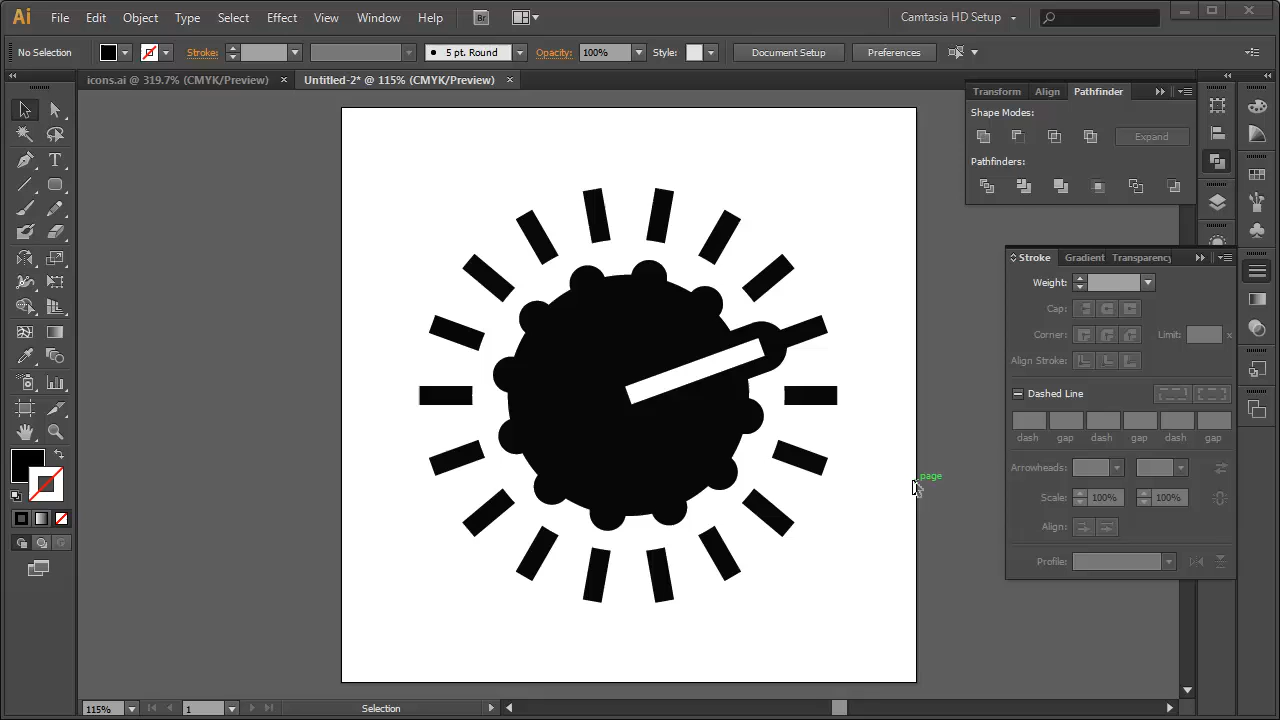 Ai File Edit Object Type Select Effect View Window Help Br Camtasia HD Setup
No Selection Stroke: 5 pt. Round Opacity: 100% Style: Document Setup Preferences
icons.ai @ 319.7% (CMYK/Preview) Untitled-2* @ 115% (CMYK/Preview)
Transform Align Pathfinder
Shape Modes:
Expand
Pathfinders:
Stroke Gradient Transparency
Weight:
Cap:
Corner: Limit: x
Align Stroke:
Dashed Line
dash gap dash gap dash gap
Arrowheads:
page
Scale: 100% 100%
Align:
Profile:
115% 1 Selection